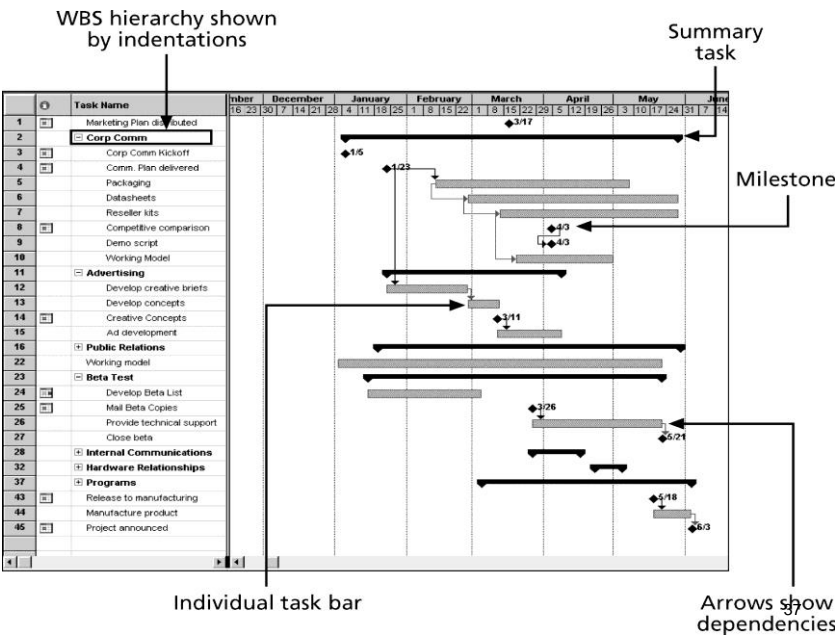 WBS hierarchy shown
by indentations
Summary
task
Task Name
mber December January February March April May June
16 23 30 7 14 21 28 4 11 18 25 1 8 15 22 1 8 15 22 29 5 12 19 26 3 10 17 24 31 7 14
1 Marketing Plan distributed 3/17
2 Corp Comm
3 Corp Comm Kickoff 1/5
4 Comm. Plan delivered 1/23
5 Packaging
6 Datasheets
7 Reseller kits
8 Competitive comparison 4/3
9 Demo script 4/3
10 Working Model
11 Advertising
12 Develop creative briefs
13 Develop concepts
14 Creative Concepts 3/11
15 Ad development
16 Public Relations
22 Working model
23 Beta Test
24 Develop Beta List
25 Mail Beta Copies 3/26
26 Provide technical support
27 Close beta 5/21
28 Internal Communications
32 Hardware Relationships
37 Programs
43 Release to manufacturing 5/18
44 Manufacture product
45 Project announced 6/3
Milestone
Individual task bar
Arrows show
dependencies
37